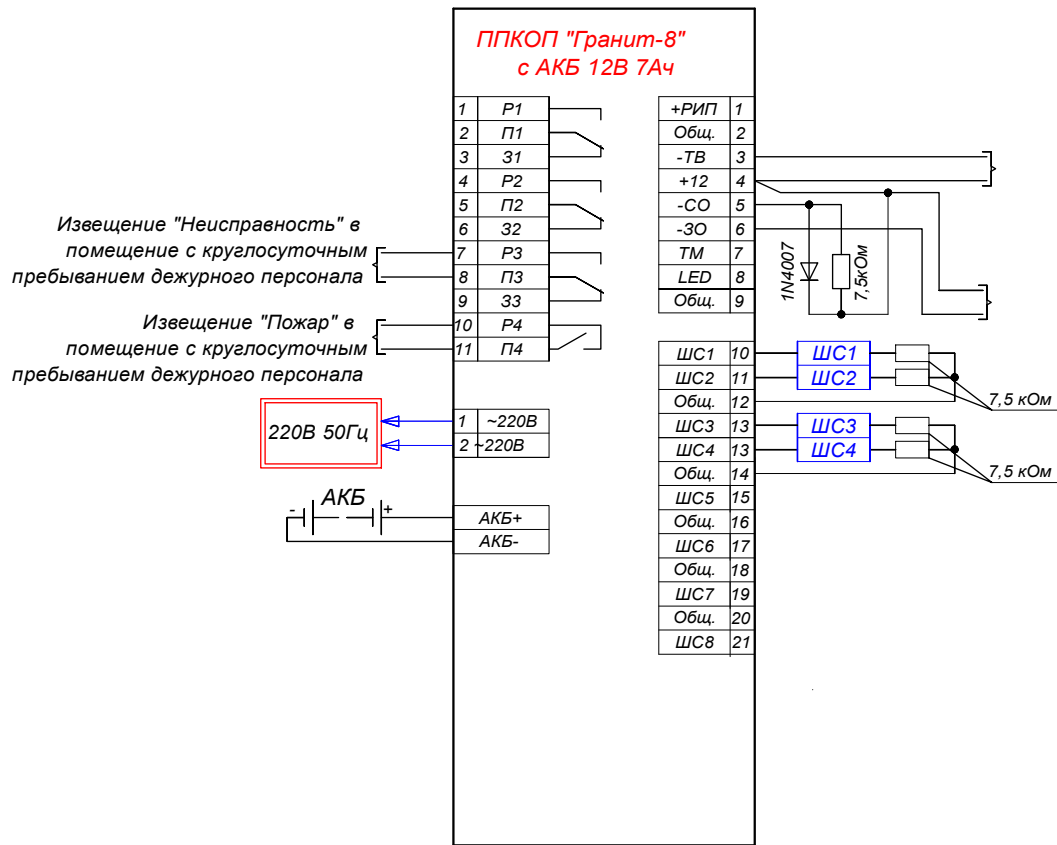 ППКОП "Гранит-8"
с АКБ 12В 7Ач
1 Р1
2 П1
3 З1
4 Р2
5 П2
6 З2
7 Р3
8 П3
9 З3
10 Р4
11 П4
Извещение "Неисправность" в
помещение с круглосуточным
пребыванием дежурного персонала
Извещение "Пожар" в
помещение с круглосуточным
пребыванием дежурного персонала
220В 50Гц
1 ~220В
2 ~220В
- АКБ +
АКБ+
АКБ-
+РИП 1
Общ. 2
-ТВ 3
+12 4
-СО 5
-ЗО 6
ТМ 7
LED 8
Общ. 9
1N4007
7,5кОм
ШС1 10
ШС2 11
Общ. 12
ШС3 13
ШС4 13
Общ. 14
ШС5 15
Общ. 16
ШС6 17
Общ. 18
ШС7 19
Общ. 20
ШС8 21
ШС1
ШС2
7,5 кОм
ШС3
ШС4
7,5 кОм